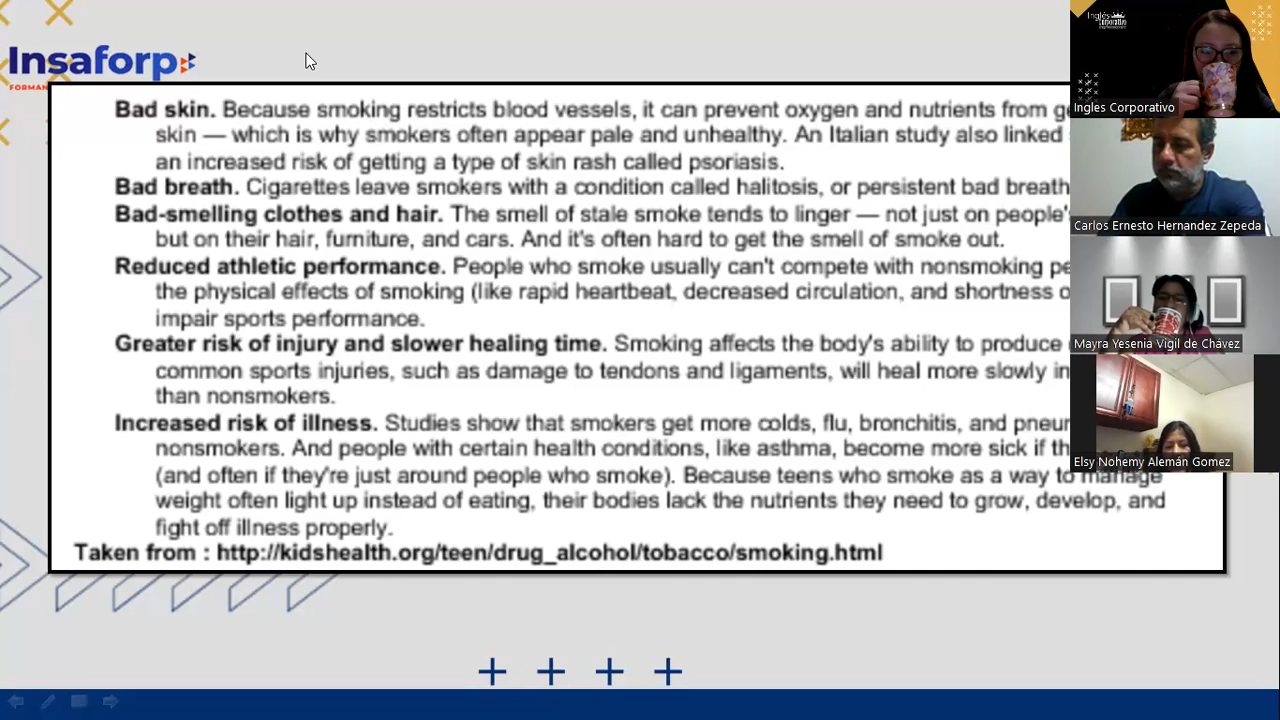 Insaforp
FORMAN
Bad skin. Because smoking restricts blood vessels, it can prevent oxygen and nutrients from
skin — which is why smokers often appear pale and unhealthy. An Italian study also linked
an increased risk of getting a type of skin rash called psoriasis.
Bad breath. Cigarettes leave smokers with a condition called halitosis, or persistent bad breath
Bad-smelling clothes and hair. The smell of stale smoke tends to linger — not just on people's
but on their hair, furniture, and cars. And it's often hard to get the smell of smoke out.
Reduced athletic performance. People who smoke usually can't compete with nonsmoking
the physical effects of smoking (like rapid heartbeat, decreased circulation, and shortness
impair sports performance.
Greater risk of injury and slower healing time. Smoking affects the body's ability to produce
common sports injuries, such as damage to tendons and ligaments, will heal more slowly in
than nonsmokers.
Increased risk of illness. Studies show that smokers get more colds, flu, bronchitis, and
nonsmokers. And people with certain health conditions, like asthma, become more sick if
(and often if they're just around people who smoke). Because teens who smoke as a way to manage
weight often light up instead of eating, their bodies lack the nutrients they need to grow, develop, and
fight off illness properly.
Taken from : http://kidshealth.org/teen/drug_alcohol/tobacco/smoking.html
Inglés
Corporativo
Ingles Corporativo
Carlos Ernesto Hernandez Zepeda
Mayra Yesenia Vigil de Chávez
Elsy Nohemy Alemán Gomez